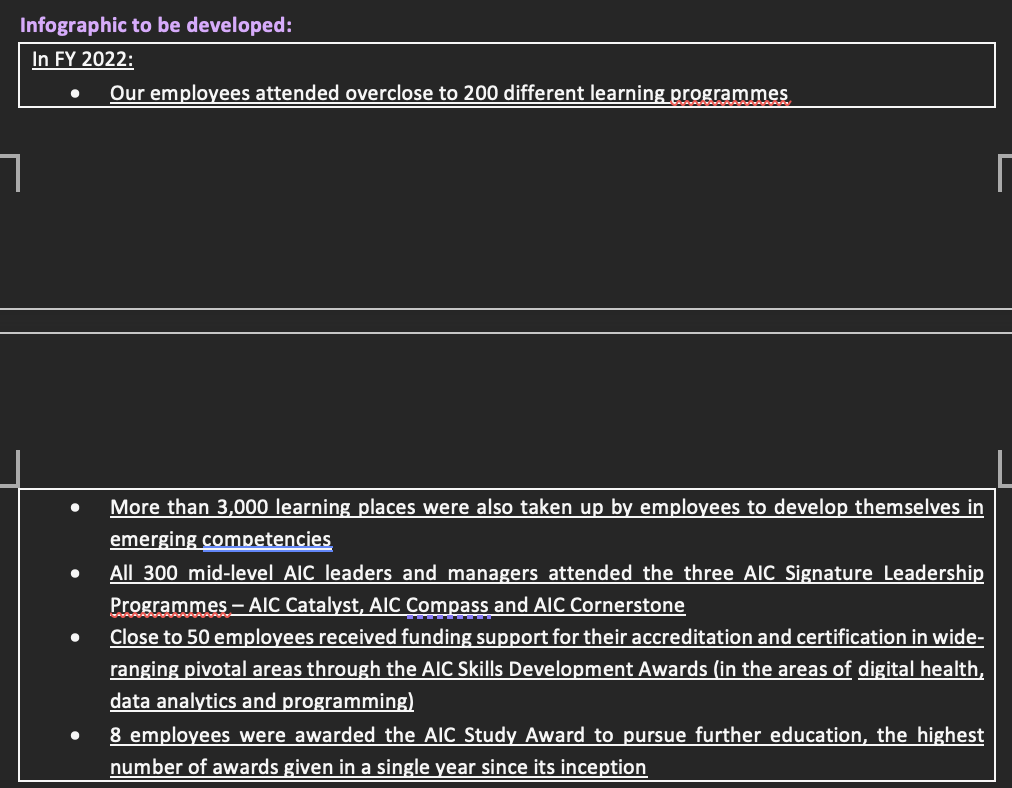 Infographic to be developed:
In FY 2022:
• Our employees attended overclose to 200 different learning programmes
• More than 3,000 learning places were also taken up by employees to develop themselves in
emerging competencies
• All 300 mid-level AIC leaders and managers attended the three AIC Signature Leadership
Programmes – AIC Catalyst, AIC Compass and AIC Cornerstone
• Close to 50 employees received funding support for their accreditation and certification in wide-
ranging pivotal areas through the AIC Skills Development Awards (in the areas of digital health,
data analytics and programming)
• 8 employees were awarded the AIC Study Award to pursue further education, the highest
number of awards given in a single year since its inception